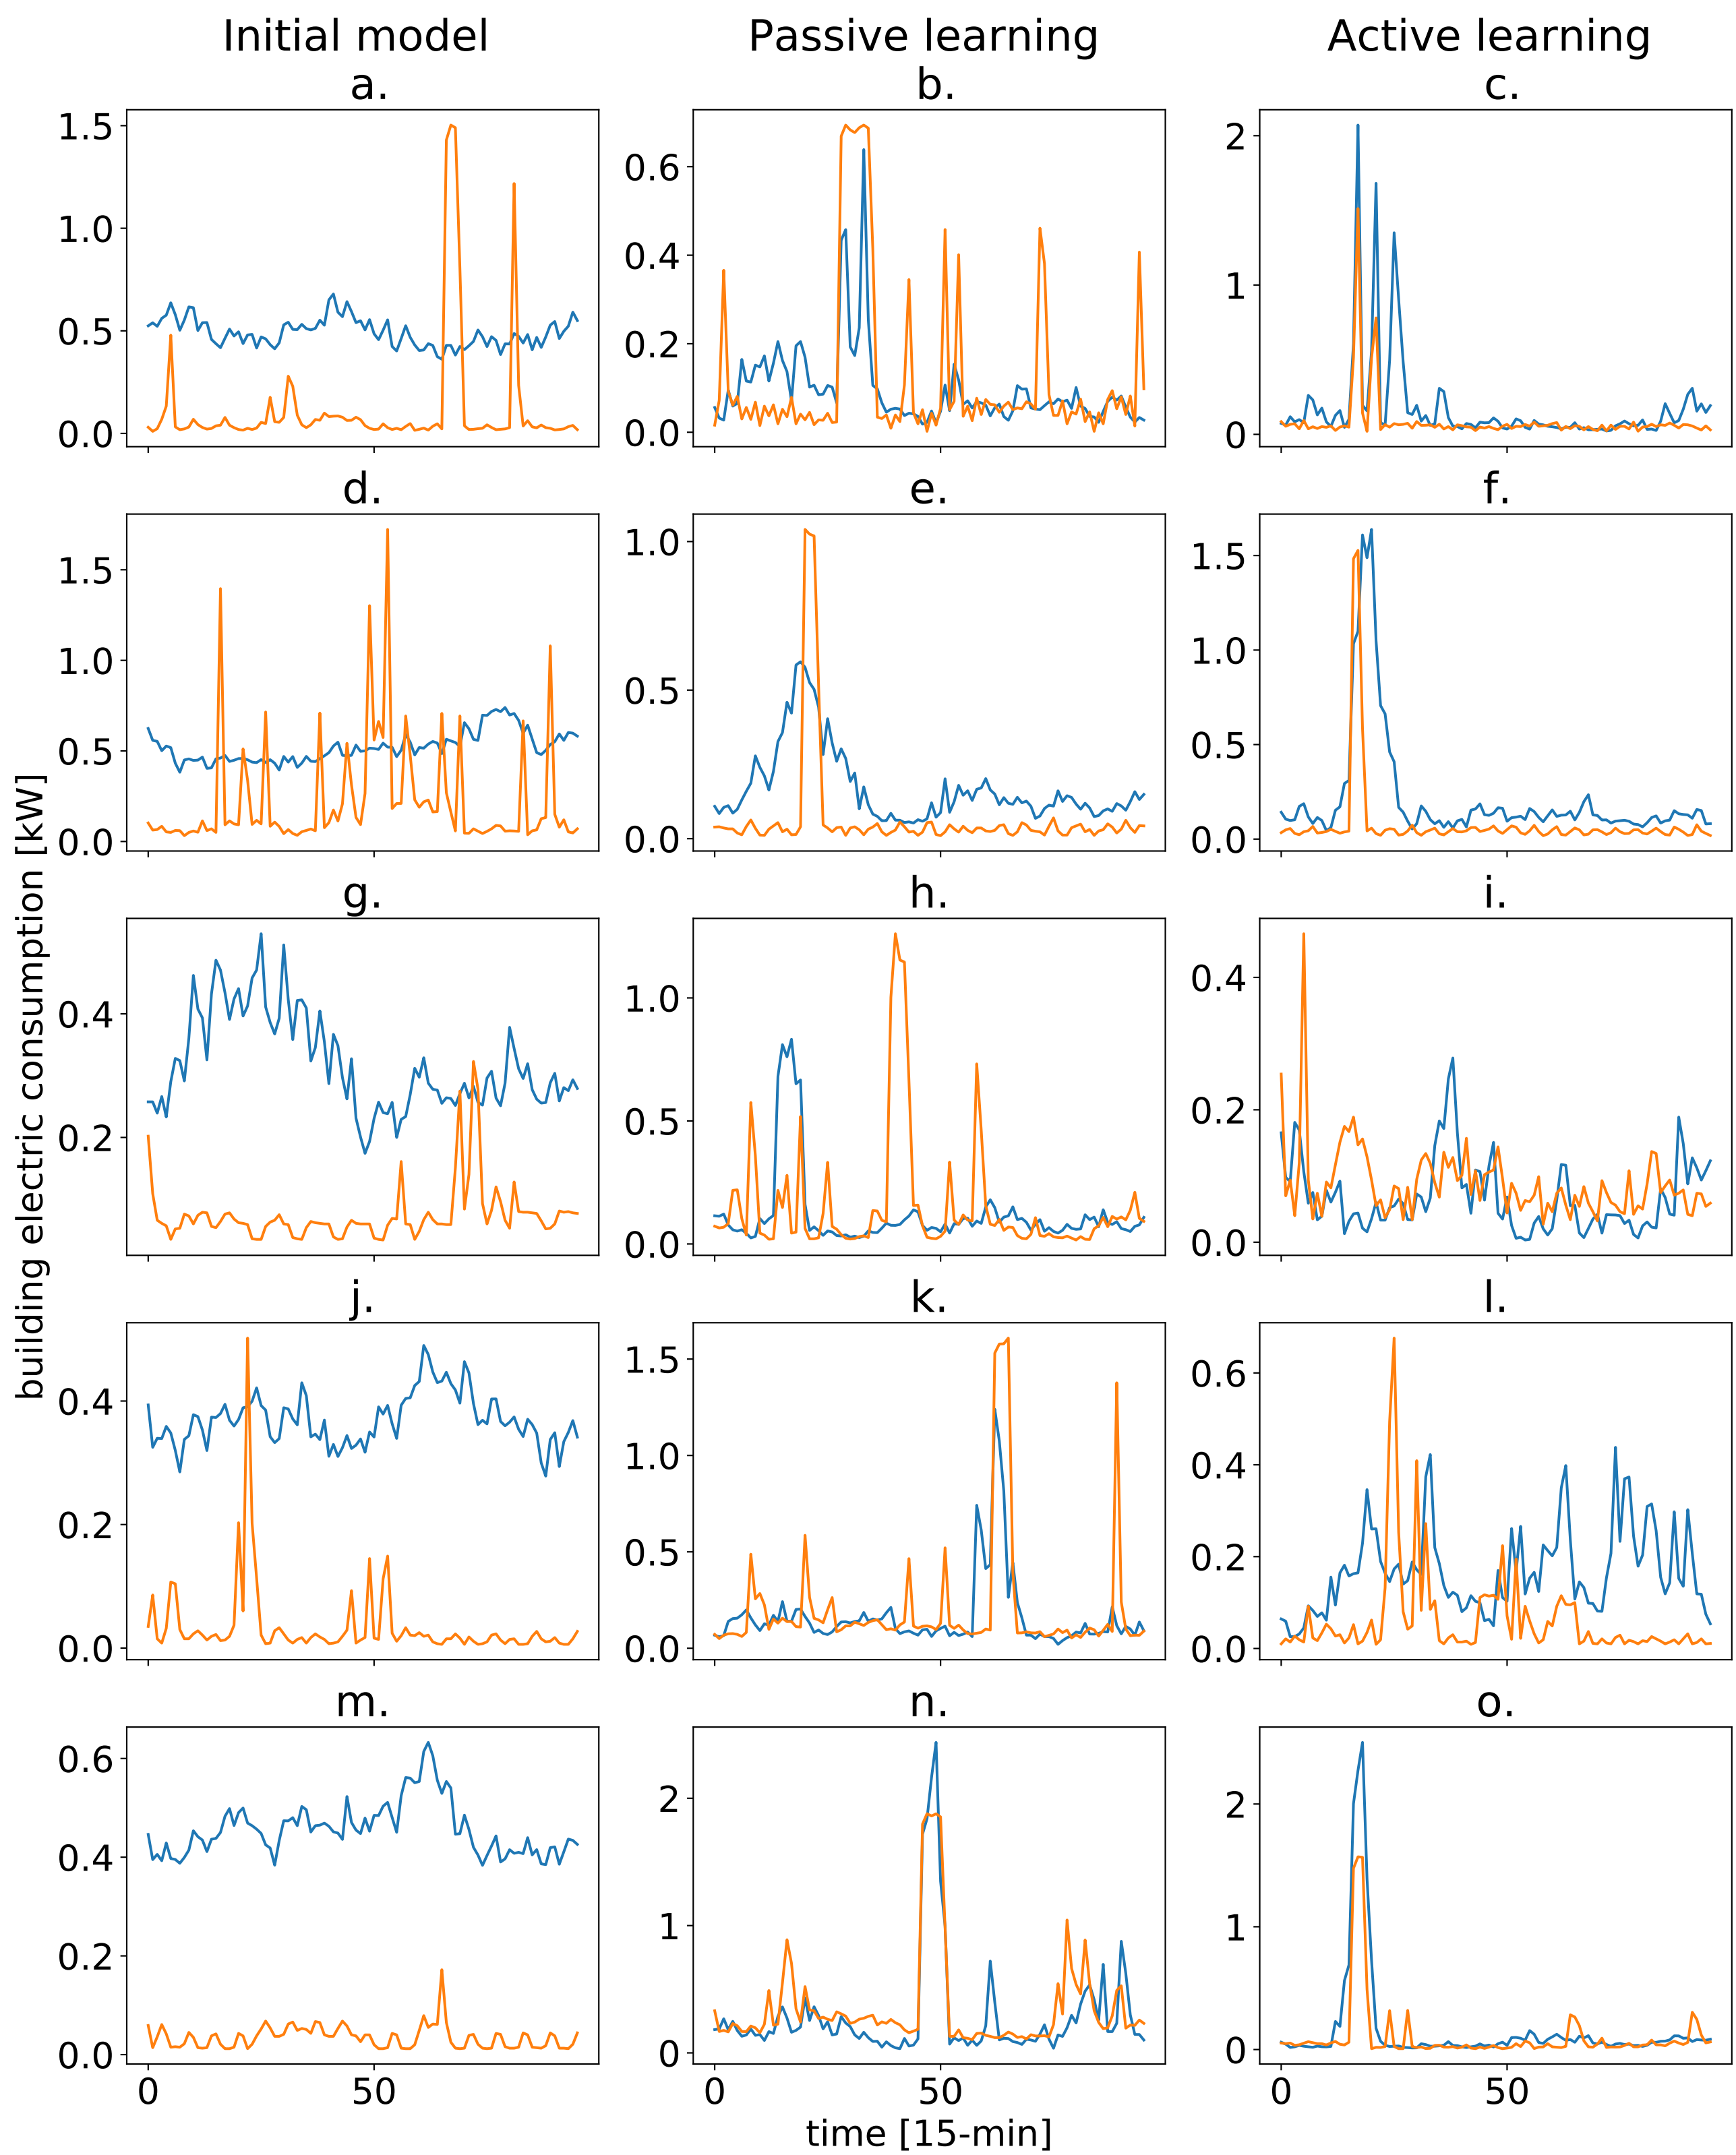 Initial model Passive learning Active learning
a. b. c.
1.5 1.0 0.5 0.0
0.6 0.4 0.2 0.0
2 1 0
d. e. f.
1.5 1.0 0.5 0.0
1.0 0.5 0.0
1.5 1.0 0.5 0.0
building electric consumption [kW]
g. h. i.
0.4 0.2
1.0 0.5 0.0
0.4 0.2 0.0
j. k. l.
0.4 0.2 0.0
1.5 1.0 0.5 0.0
0.6 0.4 0.2 0.0
m. n. o.
0.6 0.4 0.2 0.0
2 1 0
2 1 0
0 50 0 50 0 50
time [15-min]